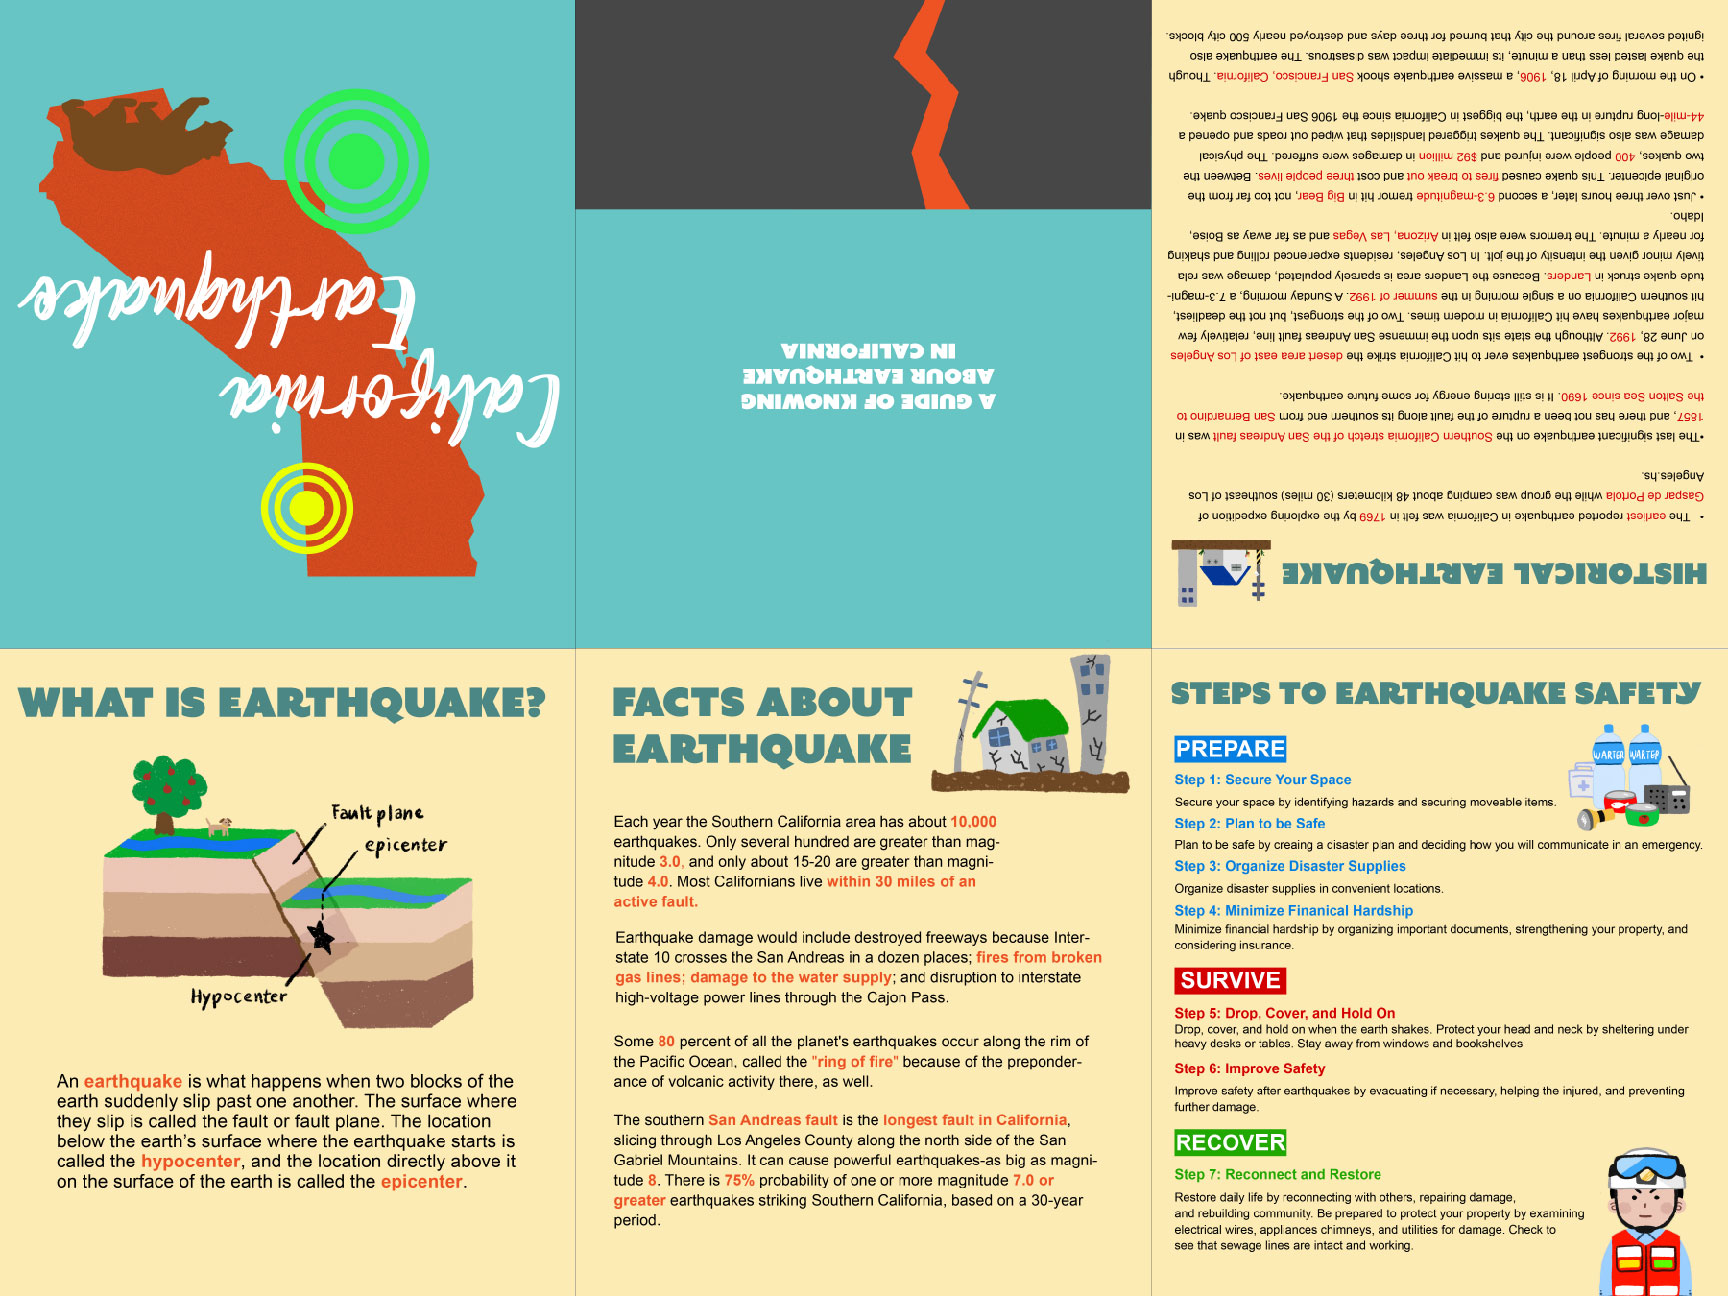 California
Earthquake
A GUIDE OF KNOWING
ABOUR EARTHQUAKE
IN CALIFORNIA
HISTORICAL EARTHQUAKE
• The earliest reported earthquake in California was felt in 1769 by the exploring expedition of
Gaspar de Portola while the group was camping about 48 kilometers (30 miles) southeast of Los
Angeles.hs.
•The last significant earthquake on the Southern California stretch of the San Andreas fault was in
1857, and there has not been a rupture of the fault along its southern end from San Bernardino to
the Salton Sea since 1690. It is still storing energy for some future earthquake.
• Two of the strongest earthquakes ever to hit California strike the desert area east of Los Angeles
on June 28, 1992. Although the state sits upon the immense San Andreas fault line, relatively few
major earthquakes have hit California in modern times. Two of the strongest, but not the deadliest,
hit southern California on a single morning in the summer of 1992. A Sunday morning, a 7.3-magni-
tude quake struck in Landers. Because the Landers area is sparsely populated, damage was rela
tively minor given the intensity of the jolt. In Los Angeles, residents experienced rolling and shaking
for nearly a minute. The tremors were also felt in Arizona, Las Vegas and as far away as Boise,
Idaho.
• Just over three hours later, a second 6.3-magnitude tremor hit in Big Bear, not too far from the
orginal epicenter. This quake caused fires to break out and cost three people lives. Between the
two quakes, 400 people were injured and $92 million in damages were suffered. The physical
damage was also significant. The quakes triggered landslides that wiped out roads and opened a
44-mile-long rupture in the earth, the biggest in California since the 1906 San Francisco quake.
• On the morning of April 18, 1906, a massive earthquake shook San Francisco, California. Though
the quake lasted less than a minute, its immediate impact was disastrous. The earthquake also
ignited several fires around the city that burned for three days and destroyed nearly 500 city blocks.
WHAT IS EARTHQUAKE?
Fault plane
epicenter
Hypocenter
An earthquake is what happens when two blocks of the
earth suddenly slip past one another. The surface where
they slip is called the fault or fault plane. The location
below the earth's surface where the earthquake starts is
called the hypocenter, and the location directly above it
on the surface of the earth is called the epicenter.
FACTS ABOUT
EARTHQUAKE
Each year the Southern California area has about 10,000
earthquakes. Only several hundred are greater than mag-
nitude 3.0, and only about 15-20 are greater than magni-
tude 4.0. Most Californians live within 30 miles of an
active fault.
Earthquake damage would include destroyed freeways because Inter-
state 10 crosses the San Andreas in a dozen places; fires from broken
gas lines; damage to the water supply; and disruption to interstate
high-voltage power lines through the Cajon Pass.
Some 80 percent of all the planet's earthquakes occur along the rim of
the Pacific Ocean, called the "ring of fire" because of the preponder-
ance of volcanic activity there, as well.
The southern San Andreas fault is the longest fault in California,
slicing through Los Angeles County along the north side of the San
Gabriel Mountains. It can cause powerful earthquakes-as big as magni-
tude 8. There is 75% probability of one or more magnitude 7.0 or
greater earthquakes striking Southern California, based on a 30-year
period.
STEPS TO EARTHQUAKE SAFETY
PREPARE
WARTER WARTER
Step 1: Secure Your Space
Secure your space by identifying hazards and securing moveable items.
Step 2: Plan to be Safe
Plan to be safe by creaing a disaster pian and deciding how you will communicate in an emergency.
Step 3: Organize Disaster Supplies
Organize disaster supplies in convenient locations.
Step 4: Minimize Finanical Hardship
Minimize financial hardship by organizing important documents, strengthening your property, and
considering insurance.
SURVIVE
Step 5: Drop, Cover, and Hold On
Drop, cover, and hold on when the earth shakes. Protect your head and neck by sheltering under
heavy desks or tables. Stay away from windows and bookshelves
Step 6: Improve Safety
Improve safety after earthquakes by evacuating if necessary, helping the injured, and preventing
further damage.
RECOVER
Step 7: Reconnect and Restore
Restore daily life by reconnecting with others, repairing damage,
and rebuilding community. Be prepared to protect your property by examining
electrical wires, appliances chimneys, and utilities for damage. Check to
see that sewage lines are intact and working.